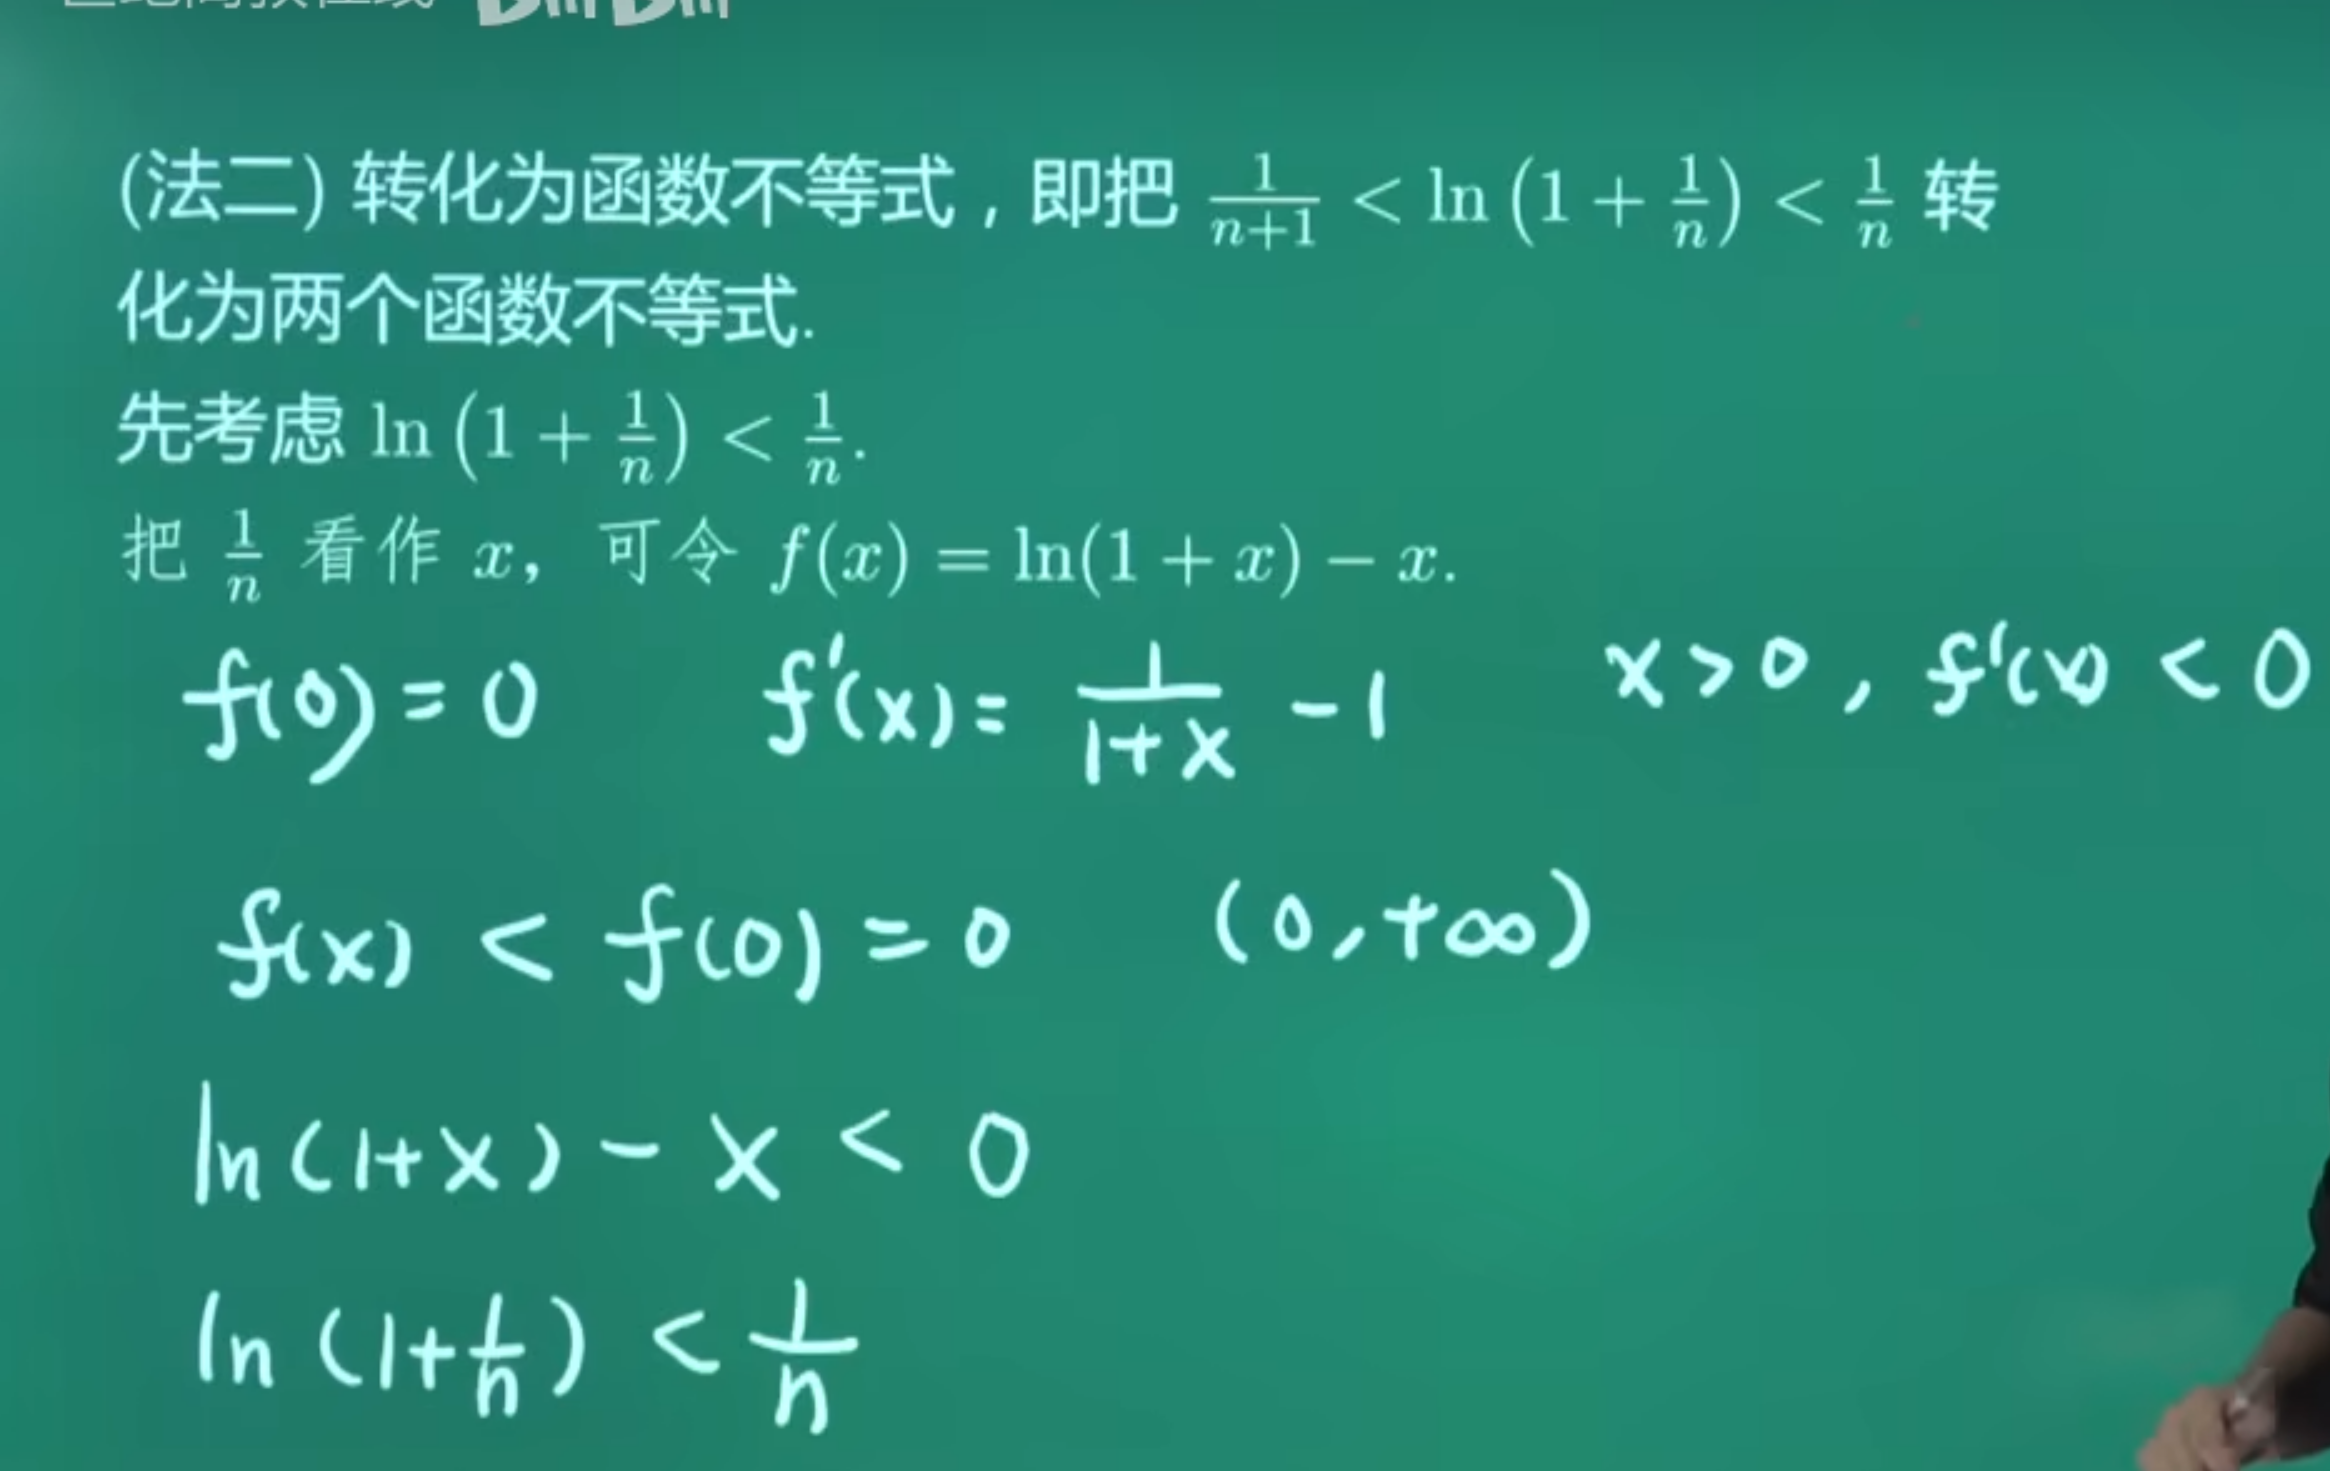 bilibili
(法二) 转化为函数不等式，即把 $\frac{1}{n+1} < \ln\left(1+\frac{1}{n}\right) < \frac{1}{n}$ 转
化为两个函数不等式.
先考虑 $\ln\left(1+\frac{1}{n}\right) < \frac{1}{n}$.
把 $\frac{1}{n}$ 看作 $x$，可令 $f(x) = \ln(1+x) - x$.
$f(0)=0$ $f'(x)=\frac{1}{1+x}-1$ $x>0, f'(x)<0$
$f(x) < f(0) = 0$ $(0,+\infty)$
$\ln(1+x) - x < 0$
$\ln(1+\frac{1}{n}) < \frac{1}{n}$